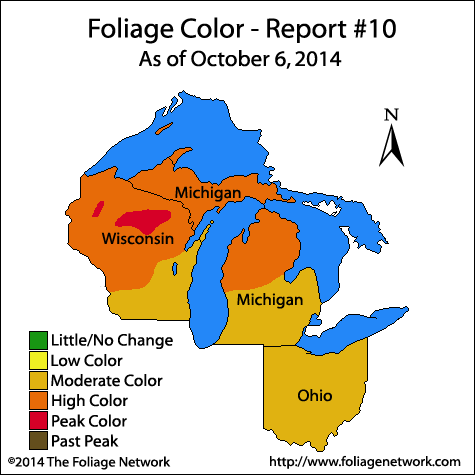 Foliage Color - Report #10
As of October 6, 2014
N
Michigan
Wisconsin
Michigan
Ohio
Little/No Change
Low Color
Moderate Color
High Color
Peak Color
Past Peak
©2014 The Foliage Network
http://www.foliagenetwork.com